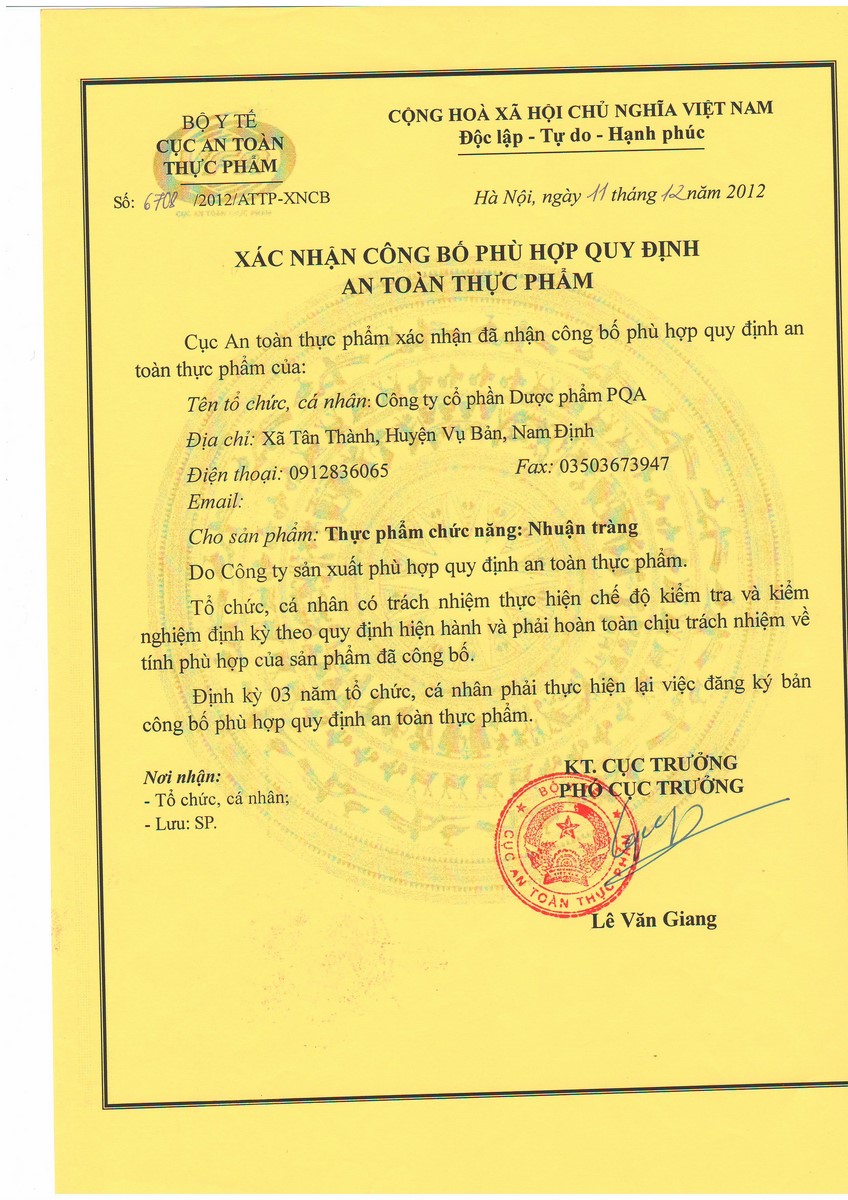 BỘ Y TẾ
CỤC AN TOÀN
THỰC PHẨM
CỤC AN TOÀN THỰC PHẨM
Số: 6708 /2012/ATTP-XNCB
CỘNG HOÀ XÃ HỘI CHỦ NGHĨA VIỆT NAM
Độc lập - Tự do - Hạnh phúc
Hà Nội, ngày 11 tháng 12 năm 2012
XÁC NHẬN CÔNG BỐ PHÙ HỢP QUY ĐỊNH
AN TOÀN THỰC PHẨM
Cục An toàn thực phẩm xác nhận đã nhận công bố phù hợp quy định an
toàn thực phẩm của:
Tên tổ chức, cá nhân: Công ty cổ phần Dược phẩm PQA
Địa chỉ: Xã Tân Thành, Huyện Vụ Bản, Nam Định
Điện thoại: 0912836065 Fax: 03503673947
Email:
Cho sản phẩm: Thực phẩm chức năng: Nhuận tràng
Do Công ty sản xuất phù hợp quy định an toàn thực phẩm.
Tổ chức, cá nhân có trách nhiệm thực hiện chế độ kiểm tra và kiểm
nghiệm định kỳ theo quy định hiện hành và phải hoàn toàn chịu trách nhiệm về
tính phù hợp của sản phẩm đã công bố.
Định kỳ 03 năm tổ chức, cá nhân phải thực hiện lại việc đăng ký bản
công bố phù hợp quy định an toàn thực phẩm.
Nơi nhận:
- Tổ chức, cá nhân;
- Lưu: SP.
KT. CỤC TRƯỞNG
PHÓ CỤC TRƯỞNG
CỤC AN TOÀN THỰC PHẨM
Lê Văn Giang